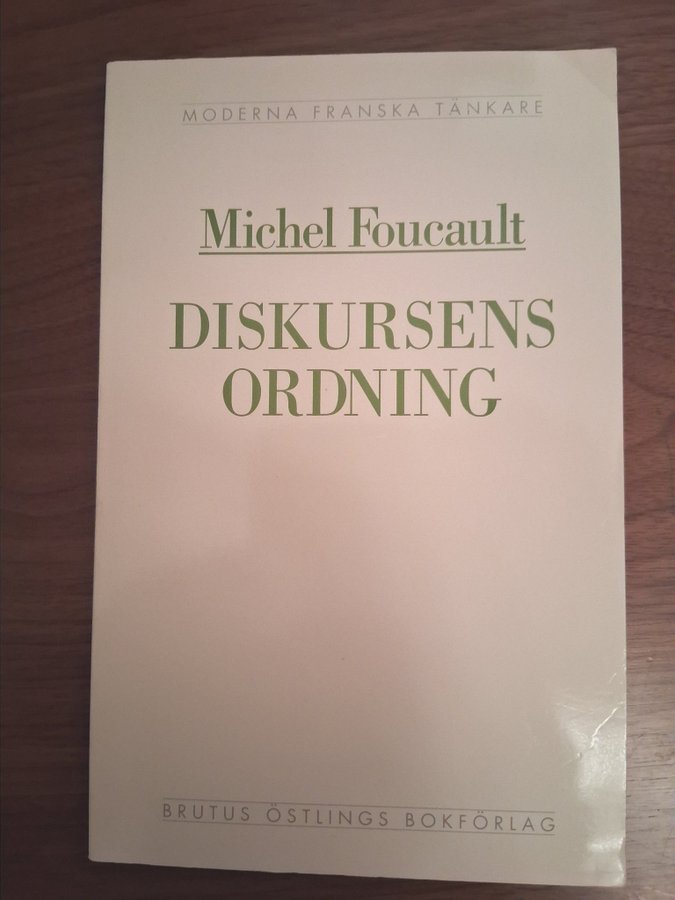 MODERNA FRANSKA TÄNKARE
Michel Foucault
DISKURSENS
ORDNING
BRUTUS ÖSTLINGS BOKFÖRLAG